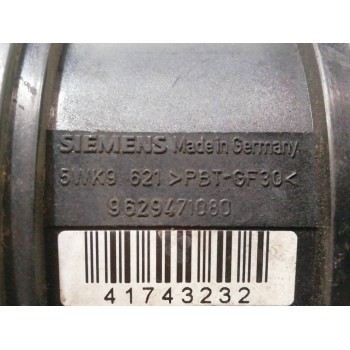 SIEMENS Made in Germany
5WK9 621 >PBT-GF30<
9629471080
41743232